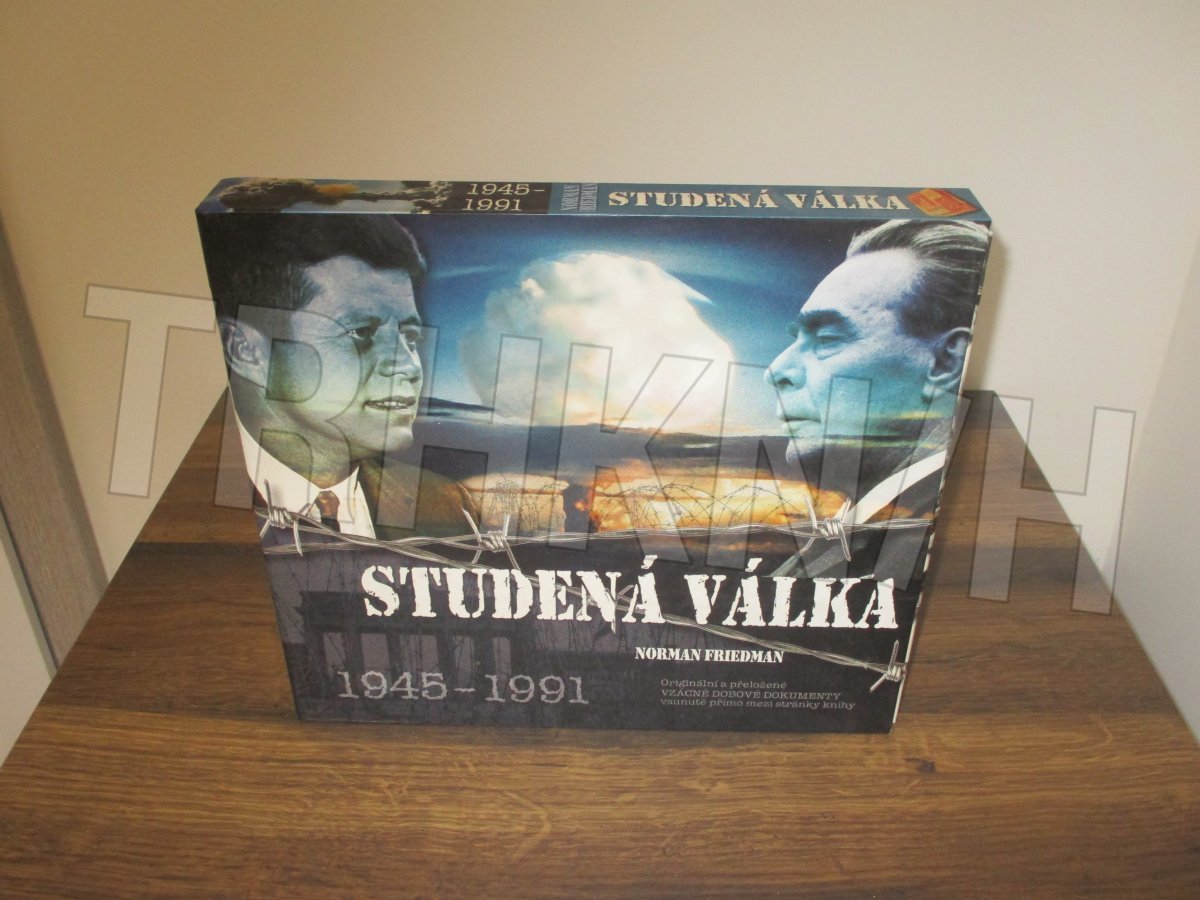 1945-
1991
NORMAN
FRIEDMAN
STUDENÁ VÁLKA
TRHKNIH
STUDENÁ VÁLKA
NORMAN FRIEDMAN
1945-1991
Originální a přeložené
VZÁCNÉ DOBOVÉ DOKUMENTY
vsunuté přímo mezi stránky knihy